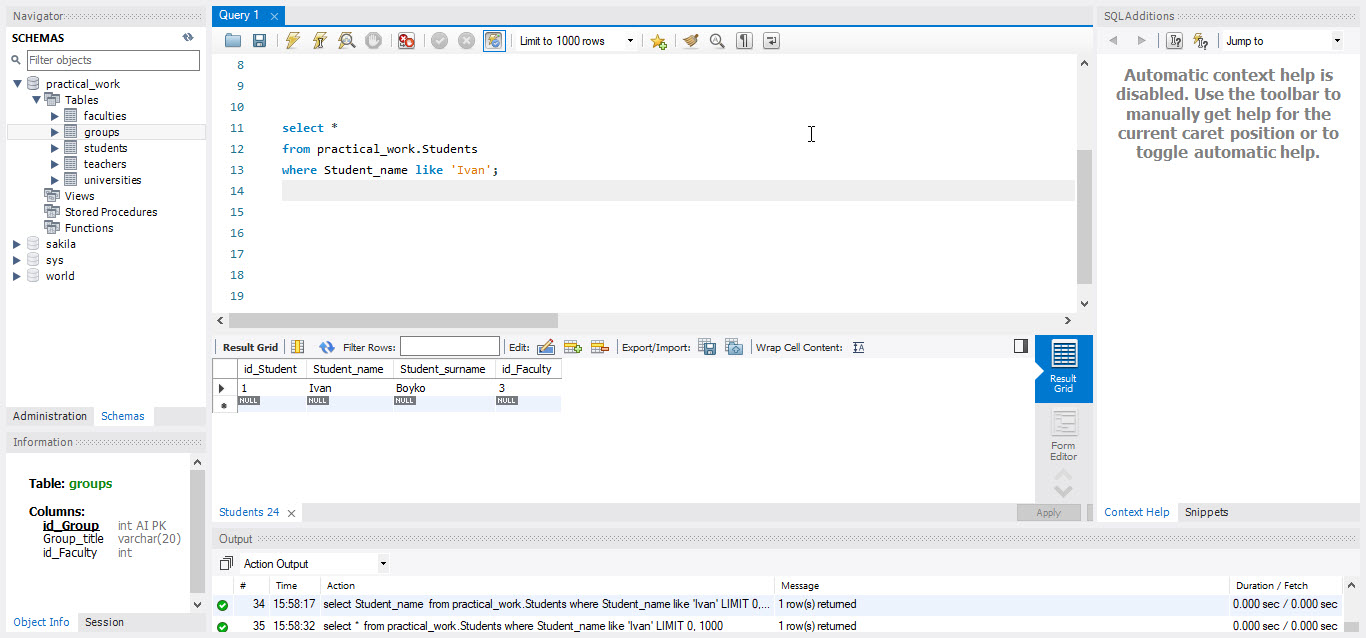 Navigator
SCHEMAS
Filter objects
practical_work
Tables
faculties
groups
students
teachers
universities
Views
Stored Procedures
Functions
sakila
sys
world
Administration Schemas
Information
Table: groups
Columns:
id_Group int AI PK
Group_title varchar(20)
id_Faculty int
Object Info Session
Query 1
Limit to 1000 rows
8
9
10
11 select *
12 from practical_work.Students
13 where Student_name like 'Ivan';
14
15
16
17
18
19
Result Grid Filter Rows: Edit: Export/Import: Wrap Cell Content: IA
id_Student Student_name Student_surname id_Faculty
1 Ivan Boyko 3
NULL NULL NULL NULL
Result
Grid
Form
Editor
Students 24
Apply
Output
Action Output
# Time Action Message Duration / Fetch
34 15:58:17 select Student_name from practical_work.Students where Student_name like 'Ivan' LIMIT 0,... 1 row(s) returned 0.000 sec / 0.000 sec
35 15:58:32 select * from practical_work.Students where Student_name like 'Ivan' LIMIT 0, 1000 1 row(s) returned 0.000 sec / 0.000 sec
SQLAdditions
Jump to
Automatic context help is
disabled. Use the toolbar to
manually get help for the
current caret position or to
toggle automatic help.
Context Help Snippets